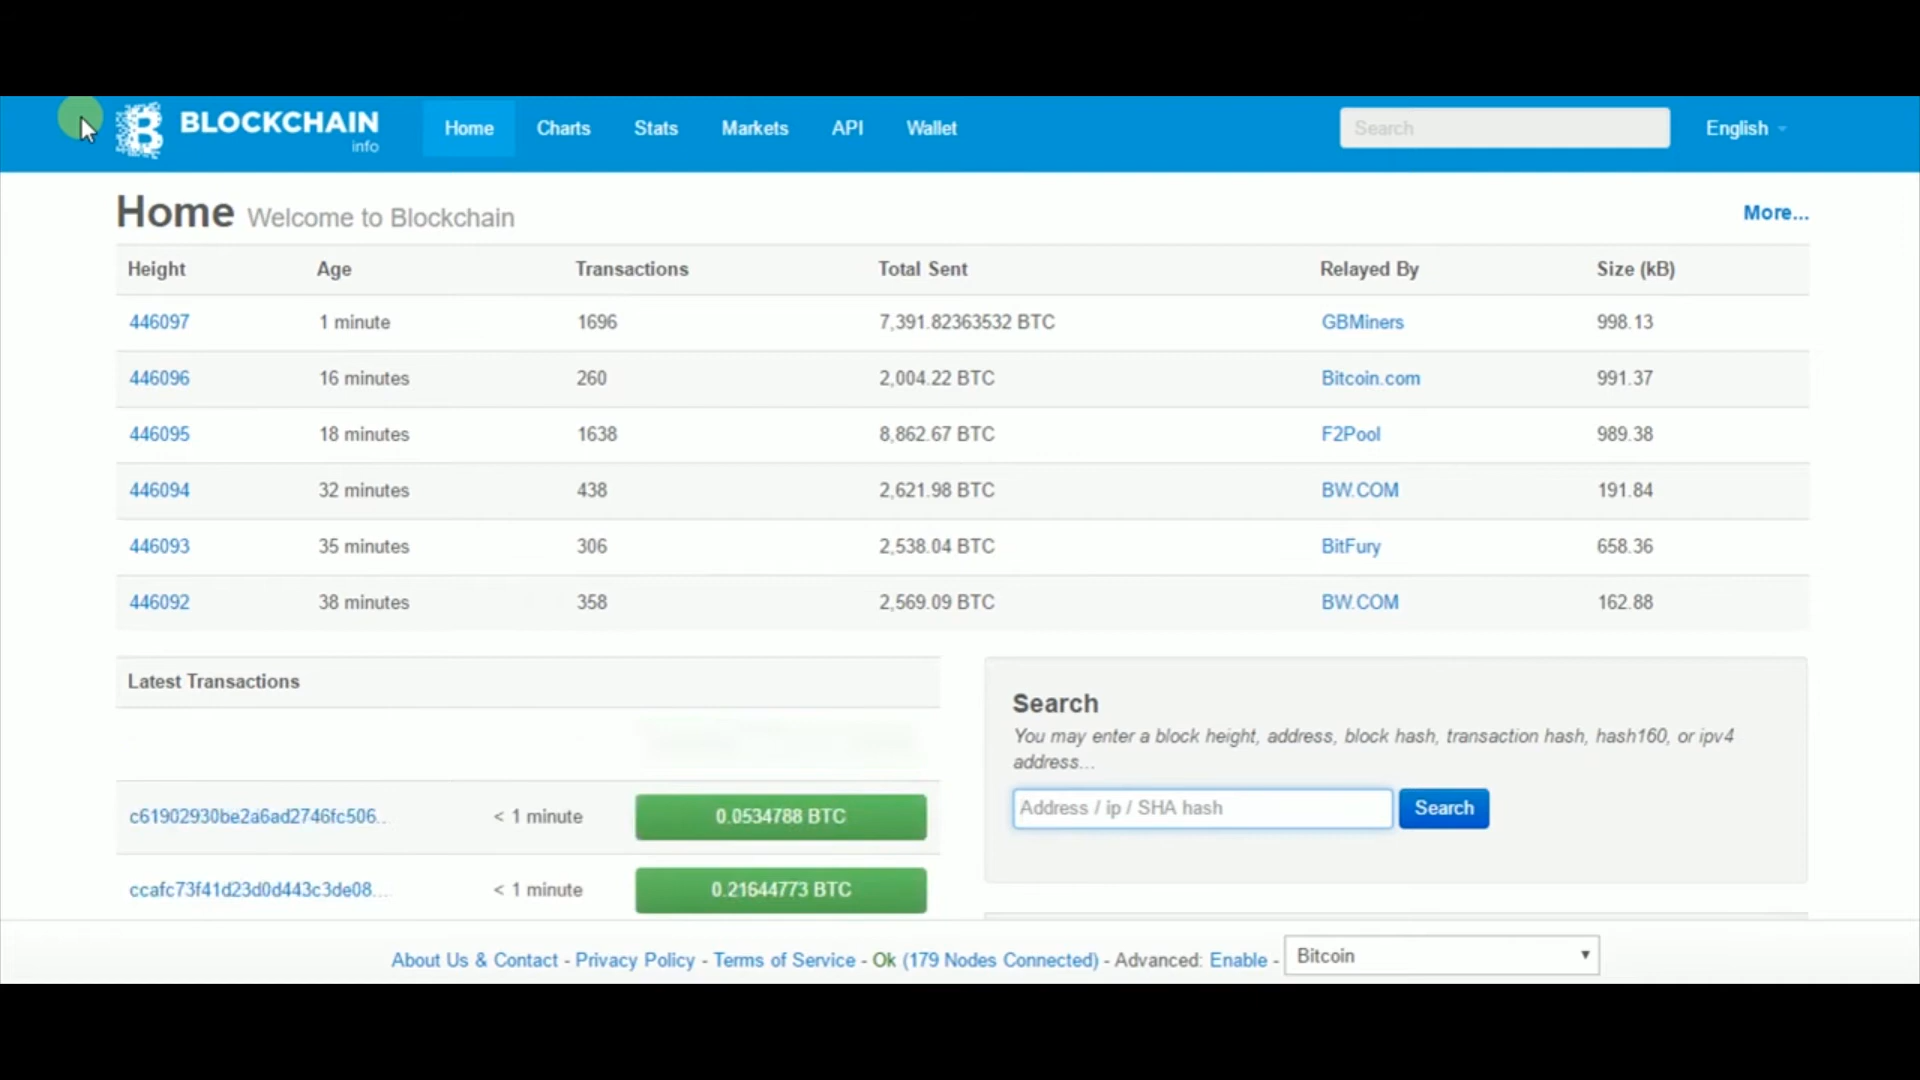 BLOCKCHAIN
info
Home Charts Stats Markets API Wallet Search English
Home Welcome to Blockchain More...
Height Age Transactions Total Sent Relayed By Size (kB)
446097 1 minute 1696 7,391.82363532 BTC GBMiners 998.13
446096 16 minutes 260 2,004.22 BTC Bitcoin.com 991.37
446095 18 minutes 1638 8,862.67 BTC F2Pool 989.38
446094 32 minutes 438 2,621.98 BTC BW.COM 191.84
446093 35 minutes 306 2,538.04 BTC BitFury 658.36
446092 38 minutes 358 2,569.09 BTC BW.COM 162.88
Latest Transactions
c61902930be2a6ad2746fc506... < 1 minute 0.0534788 BTC
ccafc73f41d23d0d443c3de08... < 1 minute 0.21644773 BTC
Search
You may enter a block height, address, block hash, transaction hash, hash160, or ipv4
address...
Address / ip / SHA hash Search
About Us & Contact - Privacy Policy - Terms of Service - Ok (179 Nodes Connected) - Advanced: Enable - Bitcoin